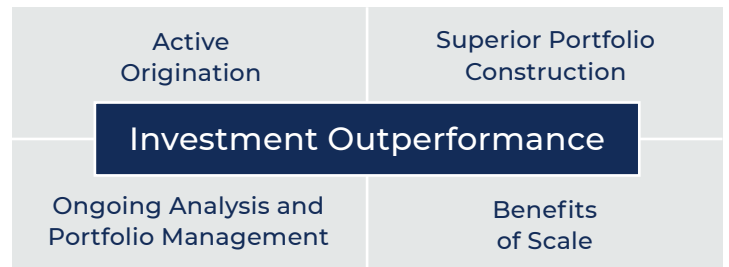 Active
Origination
Superior Portfolio
Construction
Investment Outperformance
Ongoing Analysis and
Portfolio Management
Benefits
of Scale